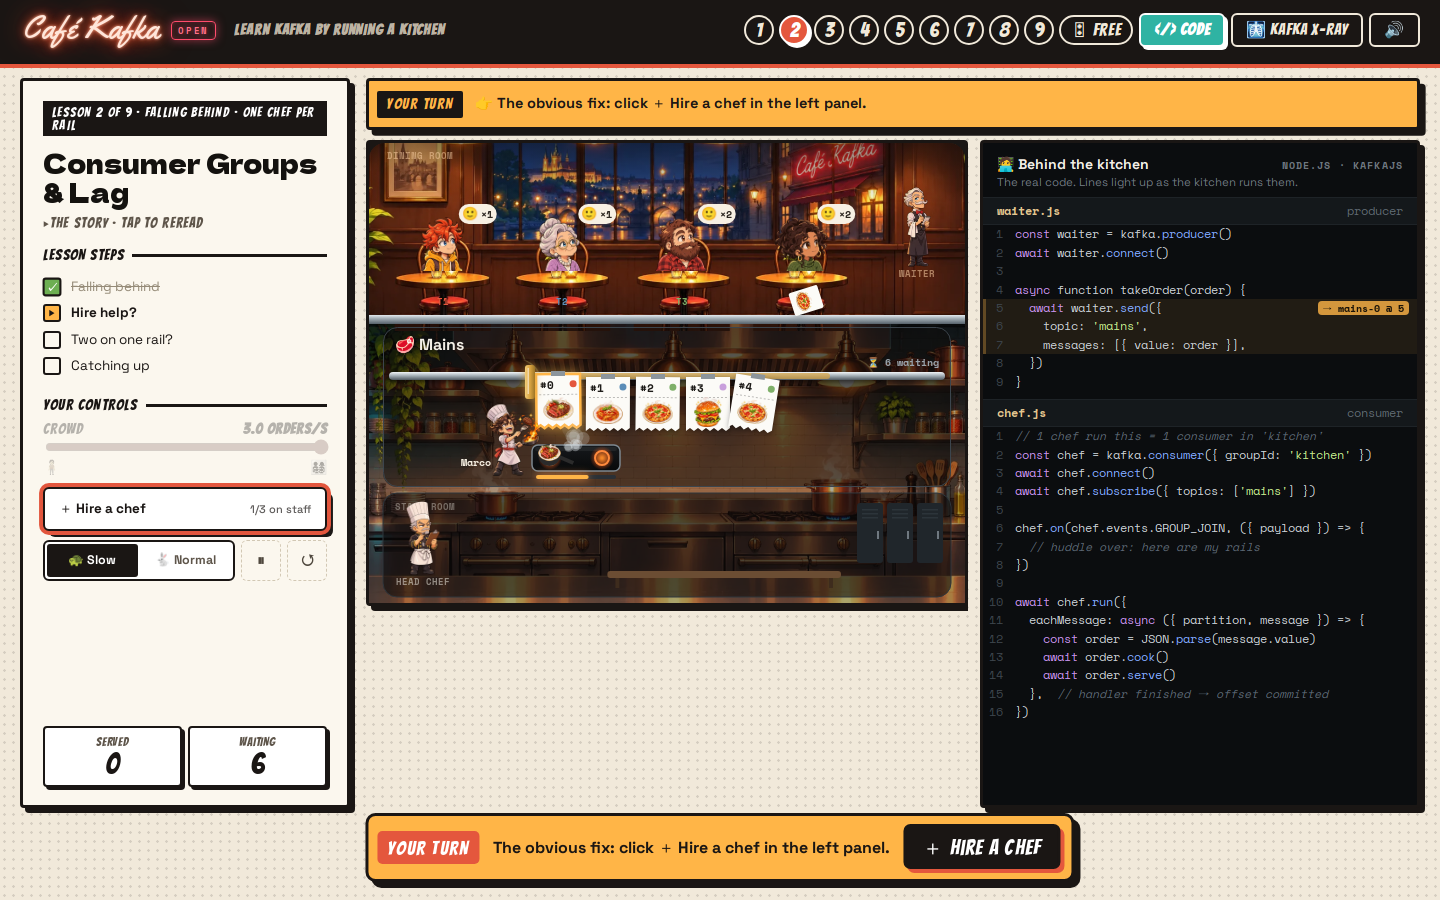 Café Kafka
OPEN
LEARN KAFKA BY RUNNING A KITCHEN
1 2 3 4 5 6 7 8 9 FREE
</> CODE
KAFKA X-RAY
LESSON 2 OF 9 · FALLING BEHIND · ONE CHEF PER
RAIL
Consumer Groups
& Lag
▸THE STORY · TAP TO REREAD
LESSON STEPS
Falling behind
Hire help?
Two on one rail?
Catching up
YOUR CONTROLS
CROWD 3.0 ORDERS/S
+ Hire a chef 1/3 on staff
Slow Normal
SERVED
0
WAITING
6
YOUR TURN The obvious fix: click + Hire a chef in the left panel.
DINING ROOM
Café Kafka
×1 ×1 ×2 ×2
WAITER
T1 T2 T3
Mains
6 waiting
#0 #1 #2 #3 #4
Marco
HEAD CHEF
Behind the kitchen NODE.JS · KAFKAJS
The real code. Lines light up as the kitchen runs them.
waiter.js producer
1 const waiter = kafka.producer()
2 await waiter.connect()
3
4 async function takeOrder(order) {
5 await waiter.send({ → mains-0 @ 5
6 topic: 'mains',
7 messages: [{ value: order }],
8 })
9 }
chef.js consumer
1 // 1 chef run this = 1 consumer in 'kitchen'
2 const chef = kafka.consumer({ groupId: 'kitchen' })
3 await chef.connect()
4 await chef.subscribe({ topics: ['mains'] })
5
6 chef.on(chef.events.GROUP_JOIN, ({ payload }) => {
7 // huddle over: here are my rails
8 })
9
10 await chef.run({
11 eachMessage: async ({ partition, message }) => {
12 const order = JSON.parse(message.value)
13 await order.cook()
14 await order.serve()
15 }, // handler finished → offset committed
16 })
YOUR TURN The obvious fix: click + Hire a chef in the left panel. + HIRE A CHEF